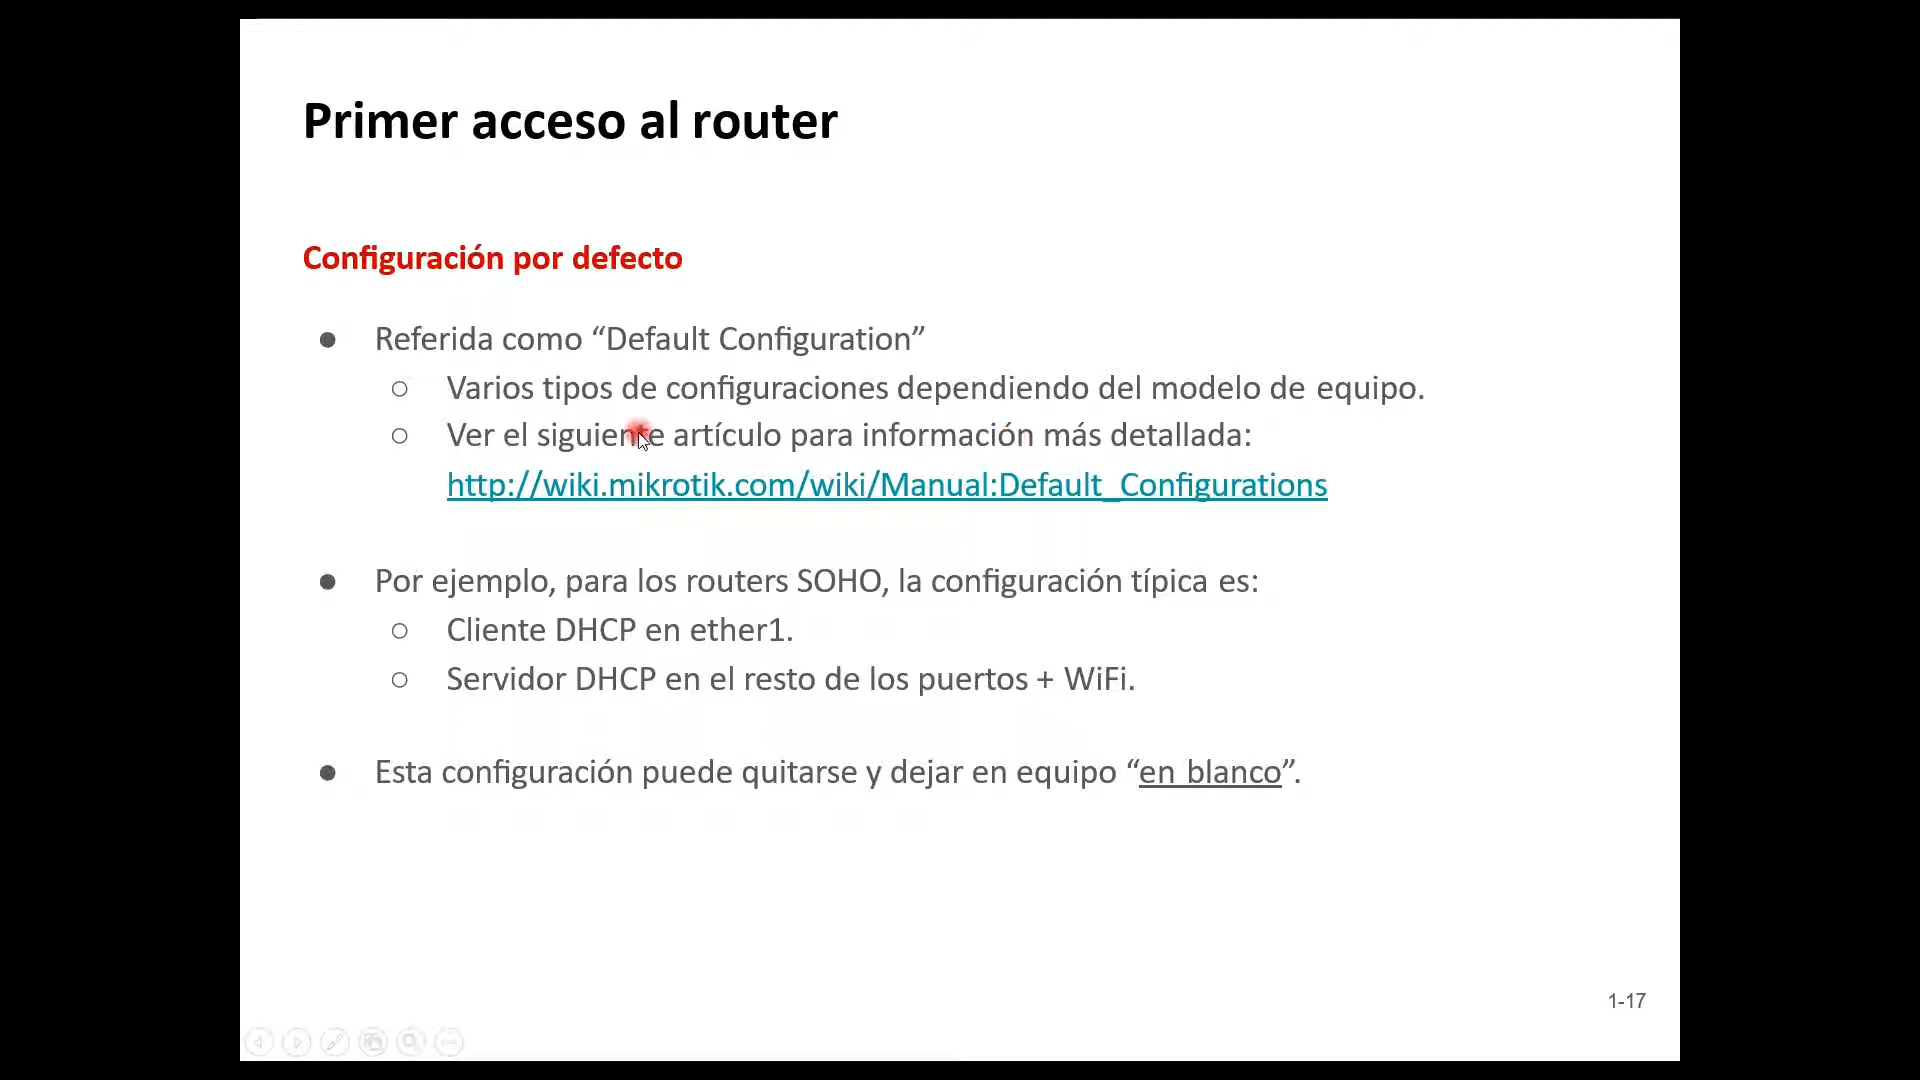 Primer acceso al router
Configuración por defecto
● Referida como “Default Configuration”
○ Varios tipos de configuraciones dependiendo del modelo de equipo.
○ Ver el siguiente artículo para información más detallada:
http://wiki.mikrotik.com/wiki/Manual:Default_Configurations
● Por ejemplo, para los routers SOHO, la configuración típica es:
○ Cliente DHCP en ether1.
○ Servidor DHCP en el resto de los puertos + WiFi.
● Esta configuración puede quitarse y dejar en equipo “en blanco”.
1-17